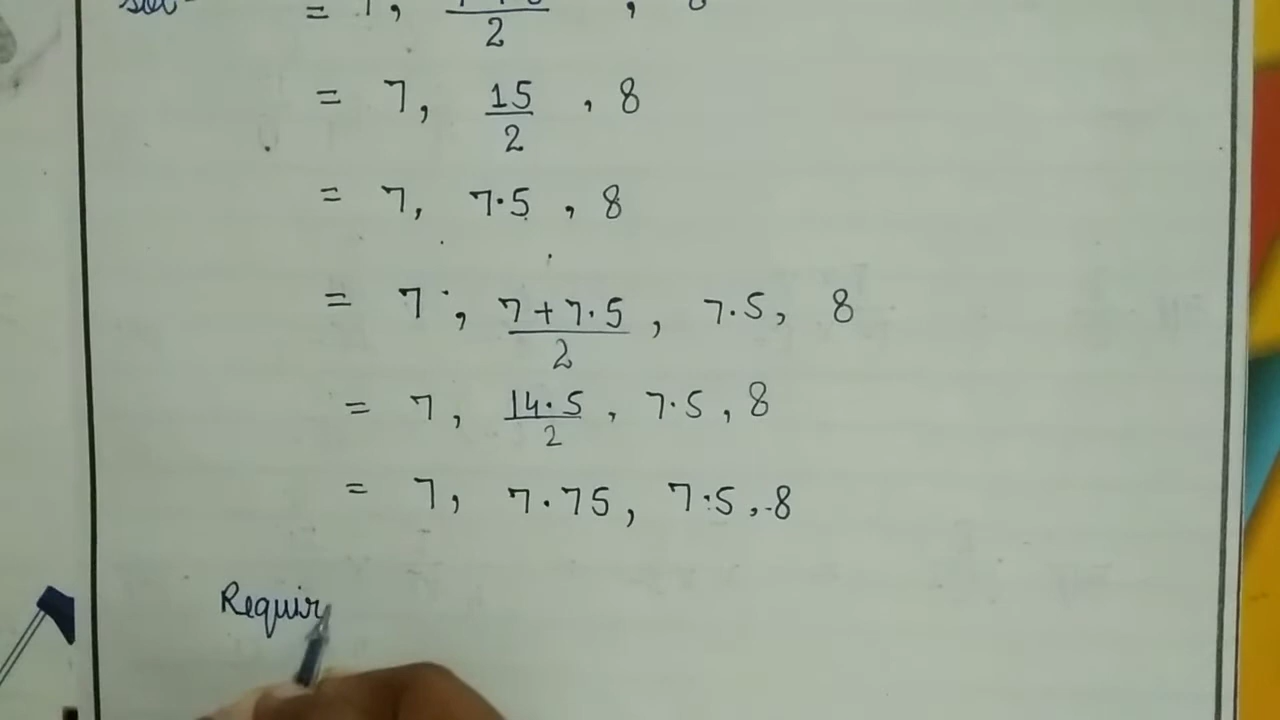 = 7, 15/2 , 8
= 7, 7.5 , 8
= 7 , 7+7.5/2 , 7.5, 8
= 7, 14.5/2 , 7.5, 8
= 7, 7.75, 7.5, 8
Requir